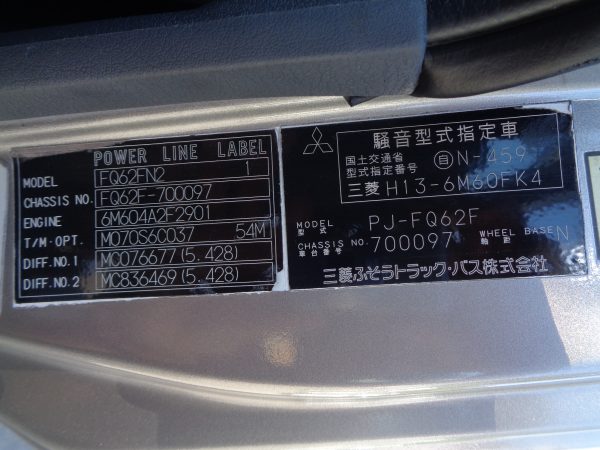 POWER LINE LABEL
MODEL FQ62FN2 1
CHASSIS NO. FQ62F-700097
ENGINE 6M604A2F2901
T/M・OPT. M070S6C037 54M
DIFF. NO.1 MC076677(5.428)
DIFF. NO.2 MC836469(5.428)
騒音型式指定車
国土交通省
型式指定番号 自N-459
三菱 H13-6M60FK4
MODEL
型式 PJ-FQ62F
CHASSIS NO.
車台番号 700097 WHEEL BASE
軸距 N
三菱ふそうトラック・バス株式会社